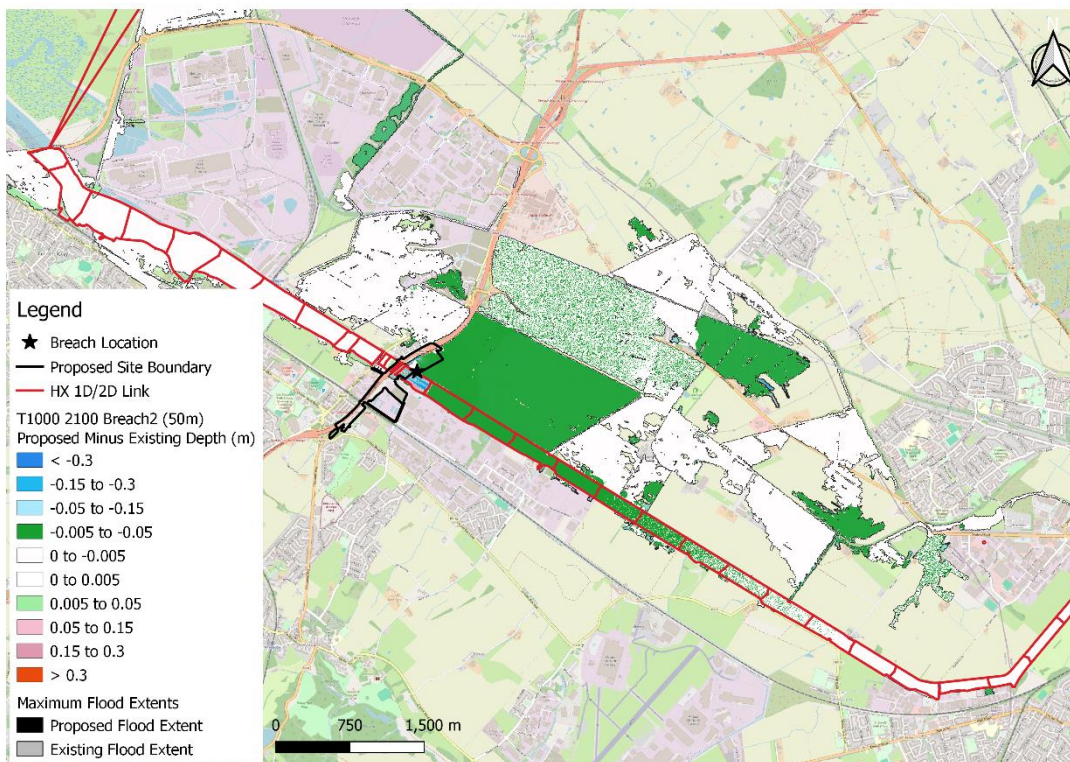 N
Legend
Breach Location
Proposed Site Boundary
HX 1D/2D Link
T1000 2100 Breach2 (50m)
Proposed Minus Existing Depth (m)
< -0.3
-0.15 to -0.3
-0.05 to -0.15
-0.005 to -0.05
0 to -0.005
0 to 0.005
0.005 to 0.05
0.05 to 0.15
0.15 to 0.3
> 0.3
Maximum Flood Extents
Proposed Flood Extent
Existing Flood Extent
0 750 1,500 m